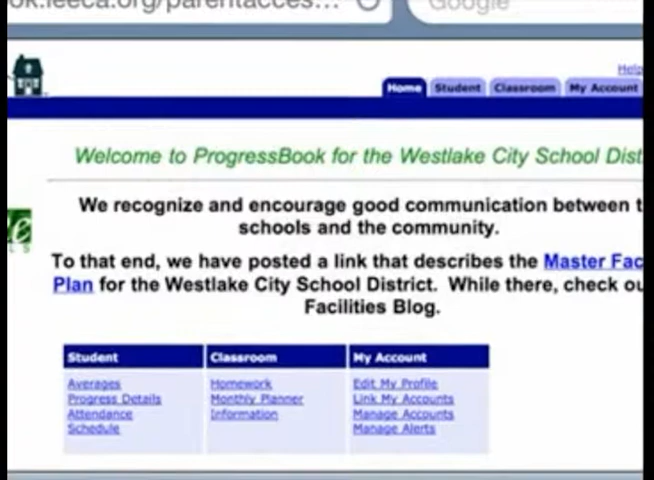 ok.leeca.org/parentacces...
Google
Help
Home Student Classroom My Account
Welcome to ProgressBook for the Westlake City School Dist
We recognize and encourage good communication between t
schools and the community.
To that end, we have posted a link that describes the Master Fac
Plan for the Westlake City School District. While there, check ou
Facilities Blog.
Student Classroom My Account
Averages Homework Edit My Profile
Progress Details Monthly Planner Link My Accounts
Attendance Information Manage Accounts
Schedule Manage Alerts